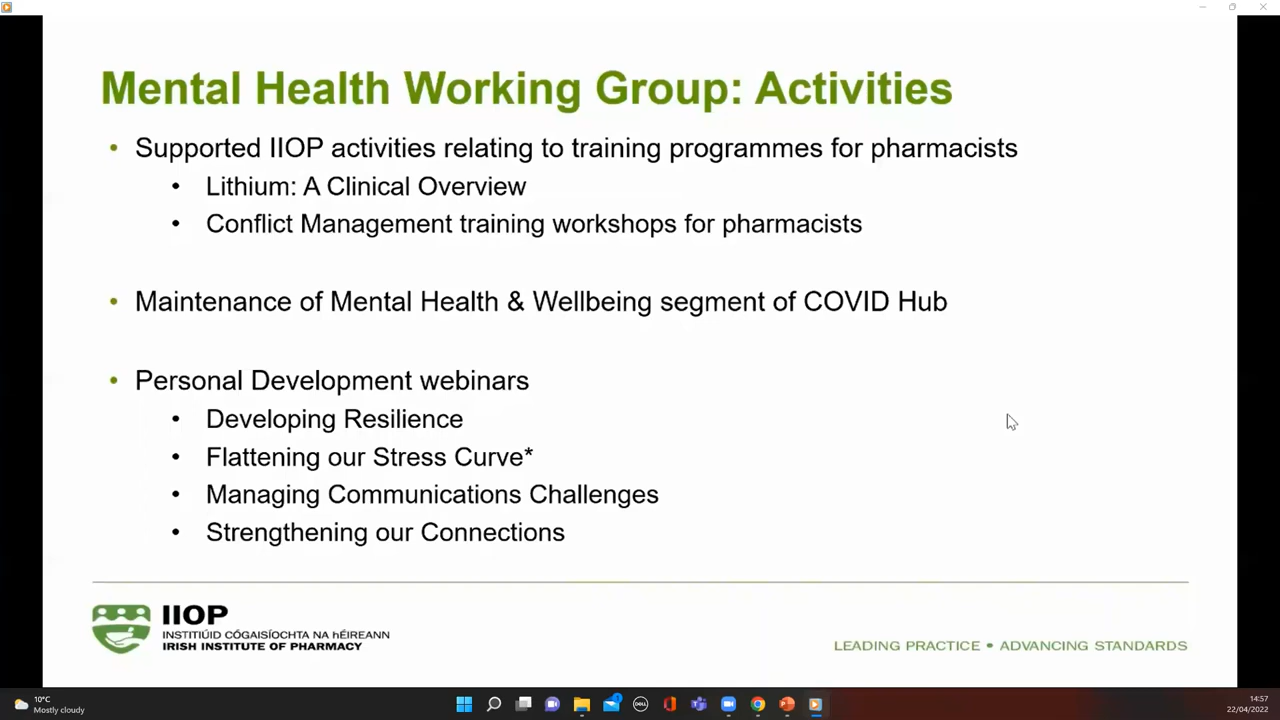 Mental Health Working Group: Activities
• Supported IIOP activities relating to training programmes for pharmacists
• Lithium: A Clinical Overview
• Conflict Management training workshops for pharmacists
• Maintenance of Mental Health & Wellbeing segment of COVID Hub
• Personal Development webinars
• Developing Resilience
• Flattening our Stress Curve*
• Managing Communications Challenges
• Strengthening our Connections
IIOP
INSTITIÚID CÓGAISÍOCHTA NA hÉIREANN
IRISH INSTITUTE OF PHARMACY
LEADING PRACTICE • ADVANCING STANDARDS
10°C
Mostly cloudy
DELL
14:57
22/04/2022